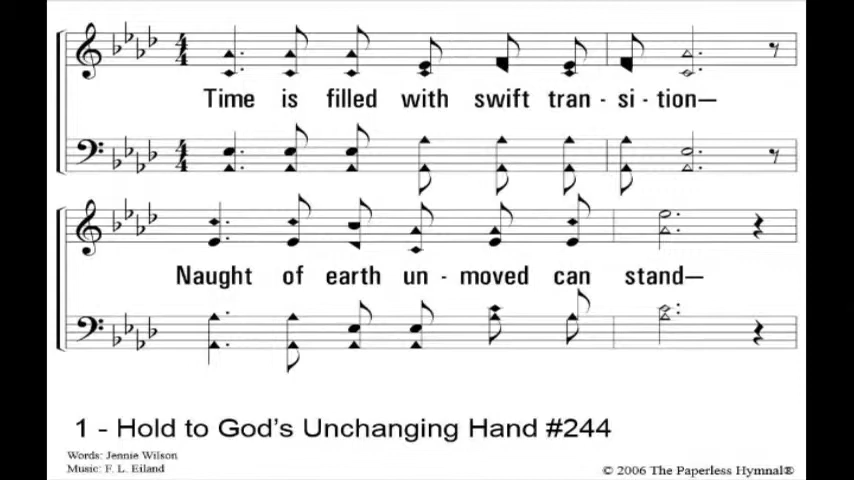 Time is filled with swift tran - si - tion—
Naught of earth un - moved can stand—
1 - Hold to God's Unchanging Hand #244
Words: Jennie Wilson
Music: F. L. Eiland
© 2006 The Paperless Hymnal®